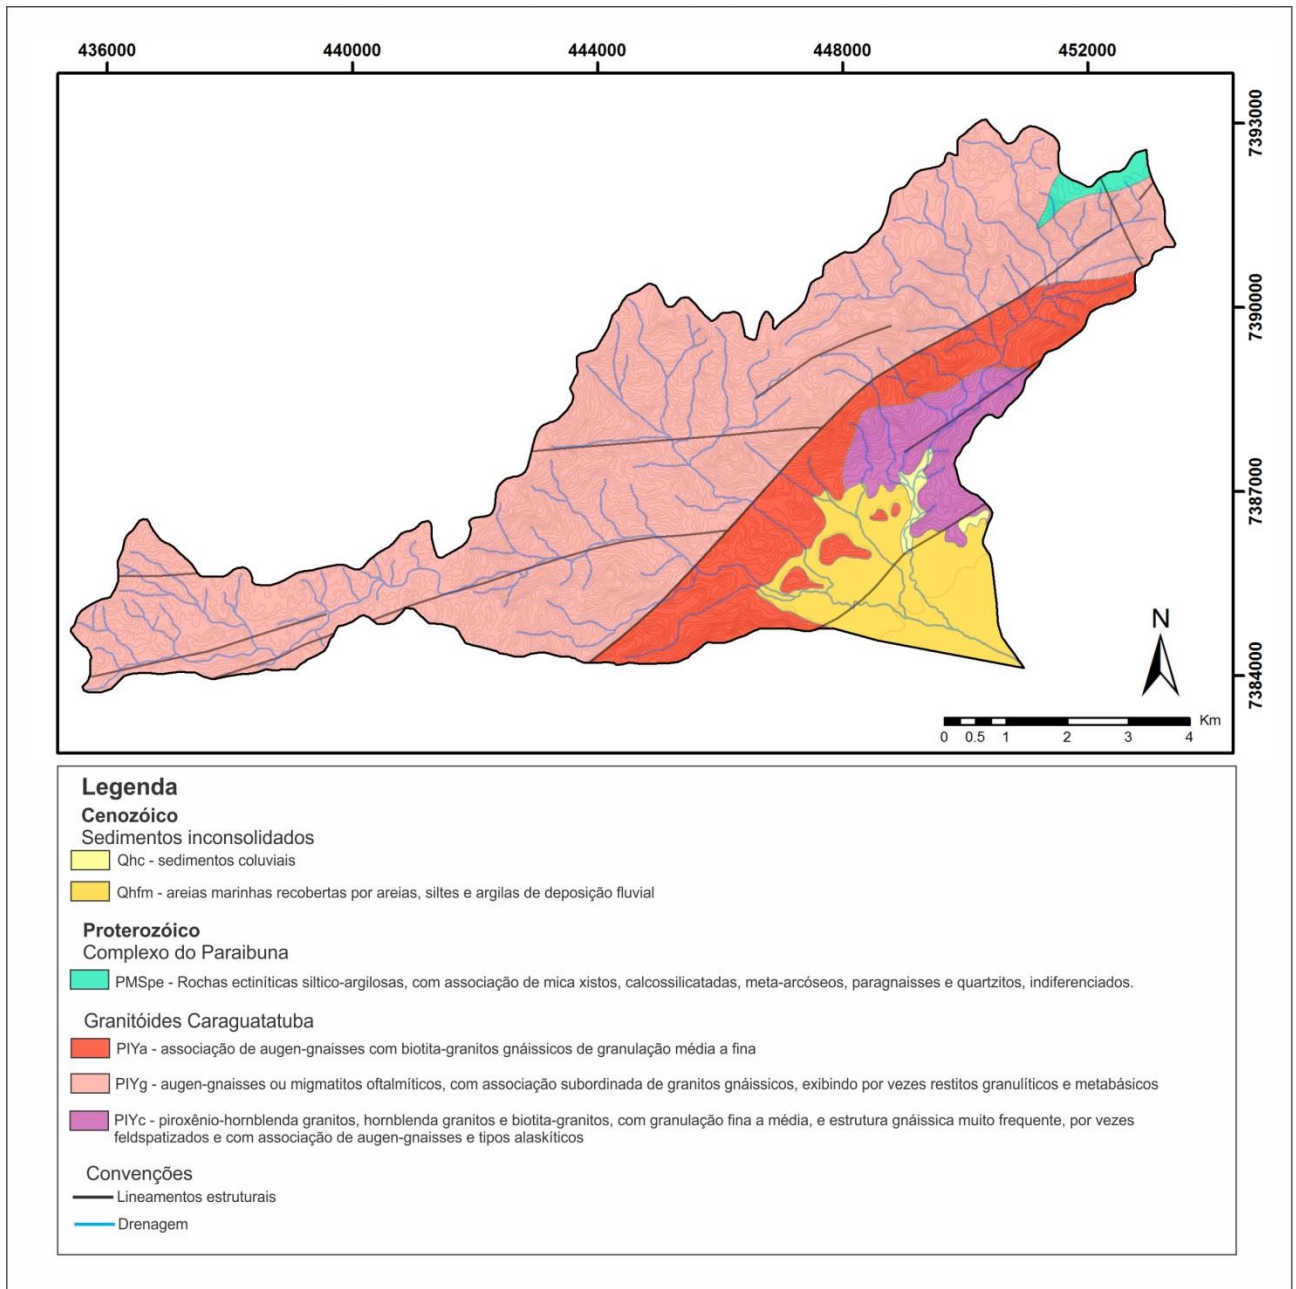 436000 440000 444000 448000 452000
7393000
7390000
7387000
7384000
N
Km
0 0.5 1 2 3 4
Legenda
Cenozóico
Sedimentos inconsolidados
Qhc - sedimentos coluviais
Qhfm - areias marinhas recobertas por areias, siltes e argilas de deposição fluvial
Proterozóico
Complexo do Paraibuna
PMSpe - Rochas ectiníticas siltico-argilosas, com associação de mica xistos, calcossilicatadas, meta-arcóseos, paragnaisses e quartzitos, indiferenciados.
Granitóides Caraguatatuba
PIYa - associação de augen-gnaisses com biotita-granitos gnáissicos de granulação média a fina
PIYg - augen-gnaisses ou migmatitos oftalmíticos, com associação subordinada de granitos gnáissicos, exibindo por vezes restitos granulíticos e metabásicos
PIYc - piroxênio-hornblenda granitos, hornblenda granitos e biotita-granitos, com granulação fina a média, e estrutura gnáissica muito frequente, por vezes
feldspatizados e com associação de augen-gnaisses e tipos alaskíticos
Convenções
Lineamentos estruturais
Drenagem